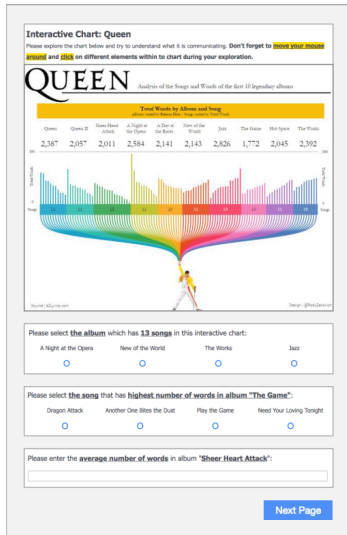 Interactive Chart: Queen
Please explore the chart below and try to understand what it is communicating. Don't forget to move your mouse
around and click on different elements within to chart during your exploration.
QUEEN
Analysis of the Songs and Words of the first 10 legendary albums
Total Words by Album and Song
Queen Queen II Sheer Heart Attack A Night at the Opera A Day at the Races New of the World Jazz The Game Hot Space The Works
2,387 2,057 2,011 2,584 2,141 2,143 2,826 1,772 2,045 2,392
Total Words
Total Words
Songs
Songs
Source : AZLyrics.com
Please select the album which has 13 songs in this interactive chart:
A Night at the Opera New of the World The Works Jazz
Please select the song that has highest number of words in album "The Game":
Dragon Attack Another One Bites the Dust Play the Game Need Your Loving Tonight
Please enter the average number of words in album "Sheer Heart Attack":
Next Page